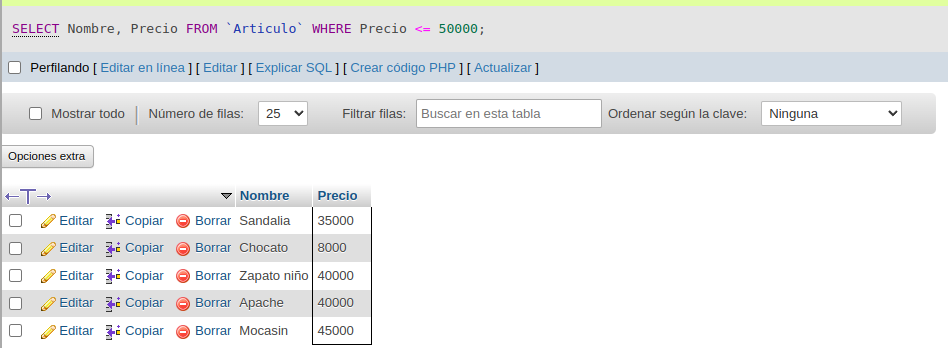 SELECT Nombre, Precio FROM `Articulo` WHERE Precio <= 50000;
Perfilando [ Editar en línea ] [ Editar ] [ Explicar SQL ] [ Crear código PHP ] [ Actualizar ]
Mostrar todo Número de filas: 25 Filtrar filas: Buscar en esta tabla Ordenar según la clave: Ninguna
Opciones extra
←T→ Nombre Precio
Editar Copiar Borrar Sandalia 35000
Editar Copiar Borrar Chocato 8000
Editar Copiar Borrar Zapato niño 40000
Editar Copiar Borrar Apache 40000
Editar Copiar Borrar Mocasin 45000